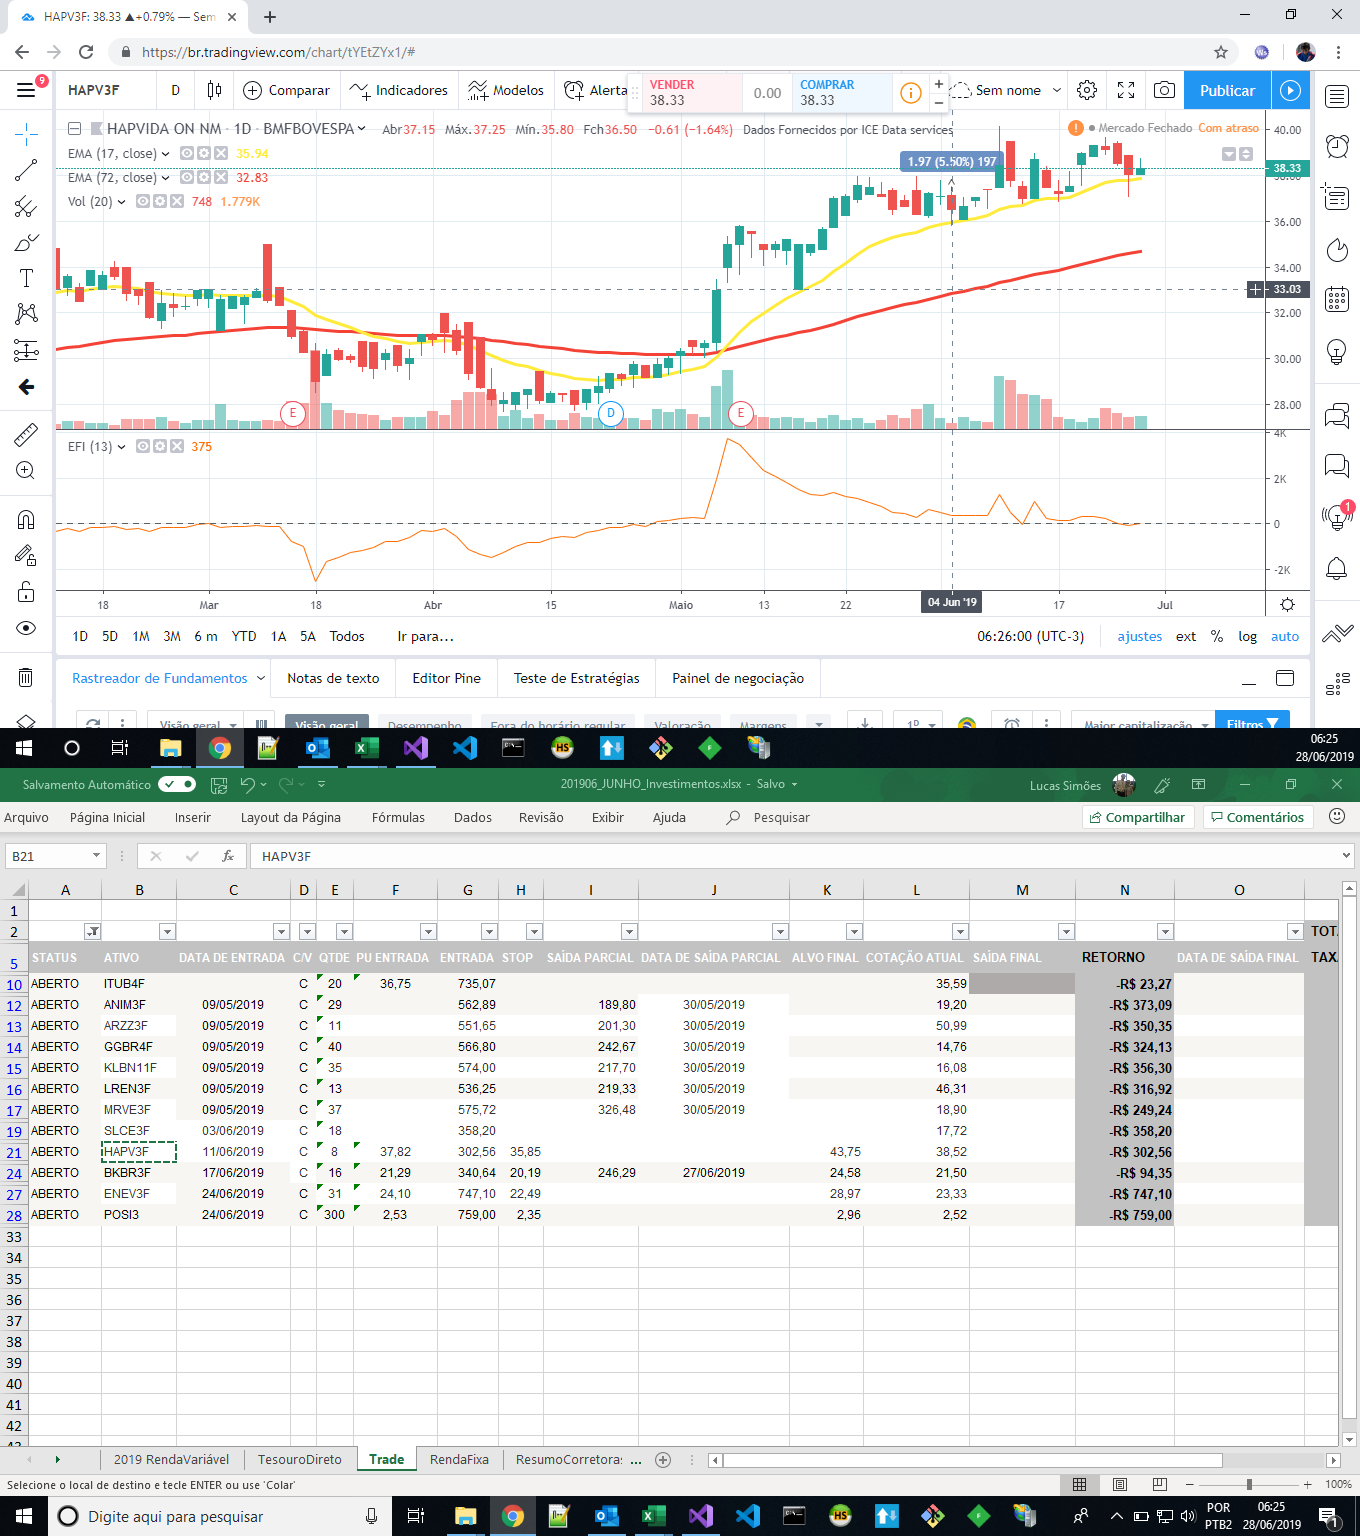 HAPV3F: 38.33 ▲+0.79% — Sem
https://br.tradingview.com/chart/tYEtZYx1/#
9
HAPV3F D Comparar Indicadores Modelos Alerta
VENDER
38.33
0.00
COMPRAR
38.33
Sem nome Publicar
HAPVIDA ON NM · 1D · BMFBOVESPA Abr37.15 Máx.37.25 Mín.35.80 Fch36.50 −0.61 (−1.64%) Dados Fornecidos por ICE Data services
Mercado Fechado Com atraso
EMA (17, close) 35.94
EMA (72, close) 32.83
Vol (20) 748 1.779K
1.97 (5.50%) 197
40.00
38.33
38.00
36.00
34.00
33.03
32.00
30.00
28.00
E D E
EFI (13) 375
4K
2K
0
-2K
1
18 Mar 18 Abr 15 Maio 13 22 04 Jun '19 17 Jul
1D 5D 1M 3M 6 m YTD 1A 5A Todos Ir para... 06:26:00 (UTC-3) ajustes ext % log auto
Rastreador de Fundamentos Notas de texto Editor Pine Teste de Estratégias Painel de negociação
Visão geral Visão geral Desempenho Fora do horário regular Valoração Margens 1D Maior capitalização Filtros
06:25
28/06/2019
Salvamento Automático 201906_JUNHO_Investimentos.xlsx - Salvo Lucas Simões
Arquivo Página Inicial Inserir Layout da Página Fórmulas Dados Revisão Exibir Ajuda Pesquisar Compartilhar Comentários
B21 fx HAPV3F
A B C D E F G H I J K L M N O
1
2 TOT.
5 STATUS ATIVO DATA DE ENTRADA C/V QTDE PU ENTRADA ENTRADA STOP SAÍDA PARCIAL DATA DE SAÍDA PARCIAL ALVO FINAL COTAÇÃO ATUAL SAÍDA FINAL RETORNO DATA DE SAÍDA FINAL TAX.
10 ABERTO ITUB4F C 20 36,75 735,07 35,59 -R$ 23,27
12 ABERTO ANIM3F 09/05/2019 C 29 562,89 189,80 30/05/2019 19,20 -R$ 373,09
13 ABERTO ARZZ3F 09/05/2019 C 11 551,65 201,30 30/05/2019 50,99 -R$ 350,35
14 ABERTO GGBR4F 09/05/2019 C 40 566,80 242,67 30/05/2019 14,76 -R$ 324,13
15 ABERTO KLBN11F 09/05/2019 C 35 574,00 217,70 30/05/2019 16,08 -R$ 356,30
16 ABERTO LREN3F 09/05/2019 C 13 536,25 219,33 30/05/2019 46,31 -R$ 316,92
17 ABERTO MRVE3F 09/05/2019 C 37 575,72 326,48 30/05/2019 18,90 -R$ 249,24
19 ABERTO SLCE3F 03/06/2019 C 18 358,20 17,72 -R$ 358,20
21 ABERTO HAPV3F 11/06/2019 C 8 37,82 302,56 35,85 43,75 38,52 -R$ 302,56
24 ABERTO BKBR3F 17/06/2019 C 16 21,29 340,64 20,19 246,29 27/06/2019 24,58 21,50 -R$ 94,35
27 ABERTO ENEV3F 24/06/2019 C 31 24,10 747,10 22,49 28,97 23,33 -R$ 747,10
28 ABERTO POSI3 24/06/2019 C 300 2,53 759,00 2,35 2,96 2,52 -R$ 759,00
33
34
35
36
37
38
39
40
41
42
43
2019 RendaVariável TesouroDireto Trade RendaFixa ResumoCorretoras ...
Selecione o local de destino e tecle ENTER ou use 'Colar' 100%
Digite aqui para pesquisar
POR
PTB2
06:25
28/06/2019
1